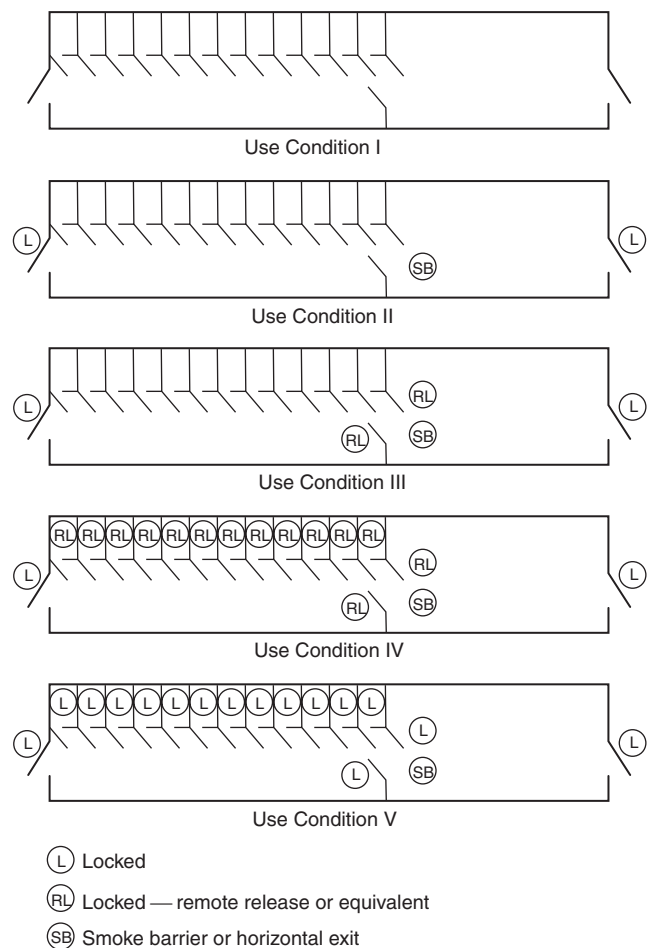 Use Condition I
L
L
SB
Use Condition II
L
RL
L
RL
SB
Use Condition III
RL RL RL RL RL RL RL RL RL RL RL RL
L
RL
L
RL
SB
Use Condition IV
L L L L L L L L L L L L
L
L
L
L
SB
Use Condition V
L Locked
RL Locked — remote release or equivalent
SB Smoke barrier or horizontal exit